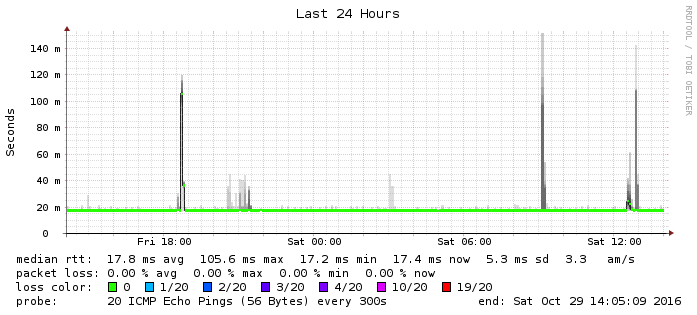 Last 24 Hours
RRDTOOL / TOBI OETIKER
Seconds
140 m
120 m
100 m
80 m
60 m
40 m
20 m
0
Fri 18:00 Sat 00:00 Sat 06:00 Sat 12:00
median rtt: 17.8 ms avg 105.6 ms max 17.2 ms min 17.4 ms now 5.3 ms sd 3.3 am/s
packet loss: 0.00 % avg 0.00 % max 0.00 % min 0.00 % now
loss color: 0 1/20 2/20 3/20 4/20 10/20 19/20
probe: 20 ICMP Echo Pings (56 Bytes) every 300s end: Sat Oct 29 14:05:09 2016